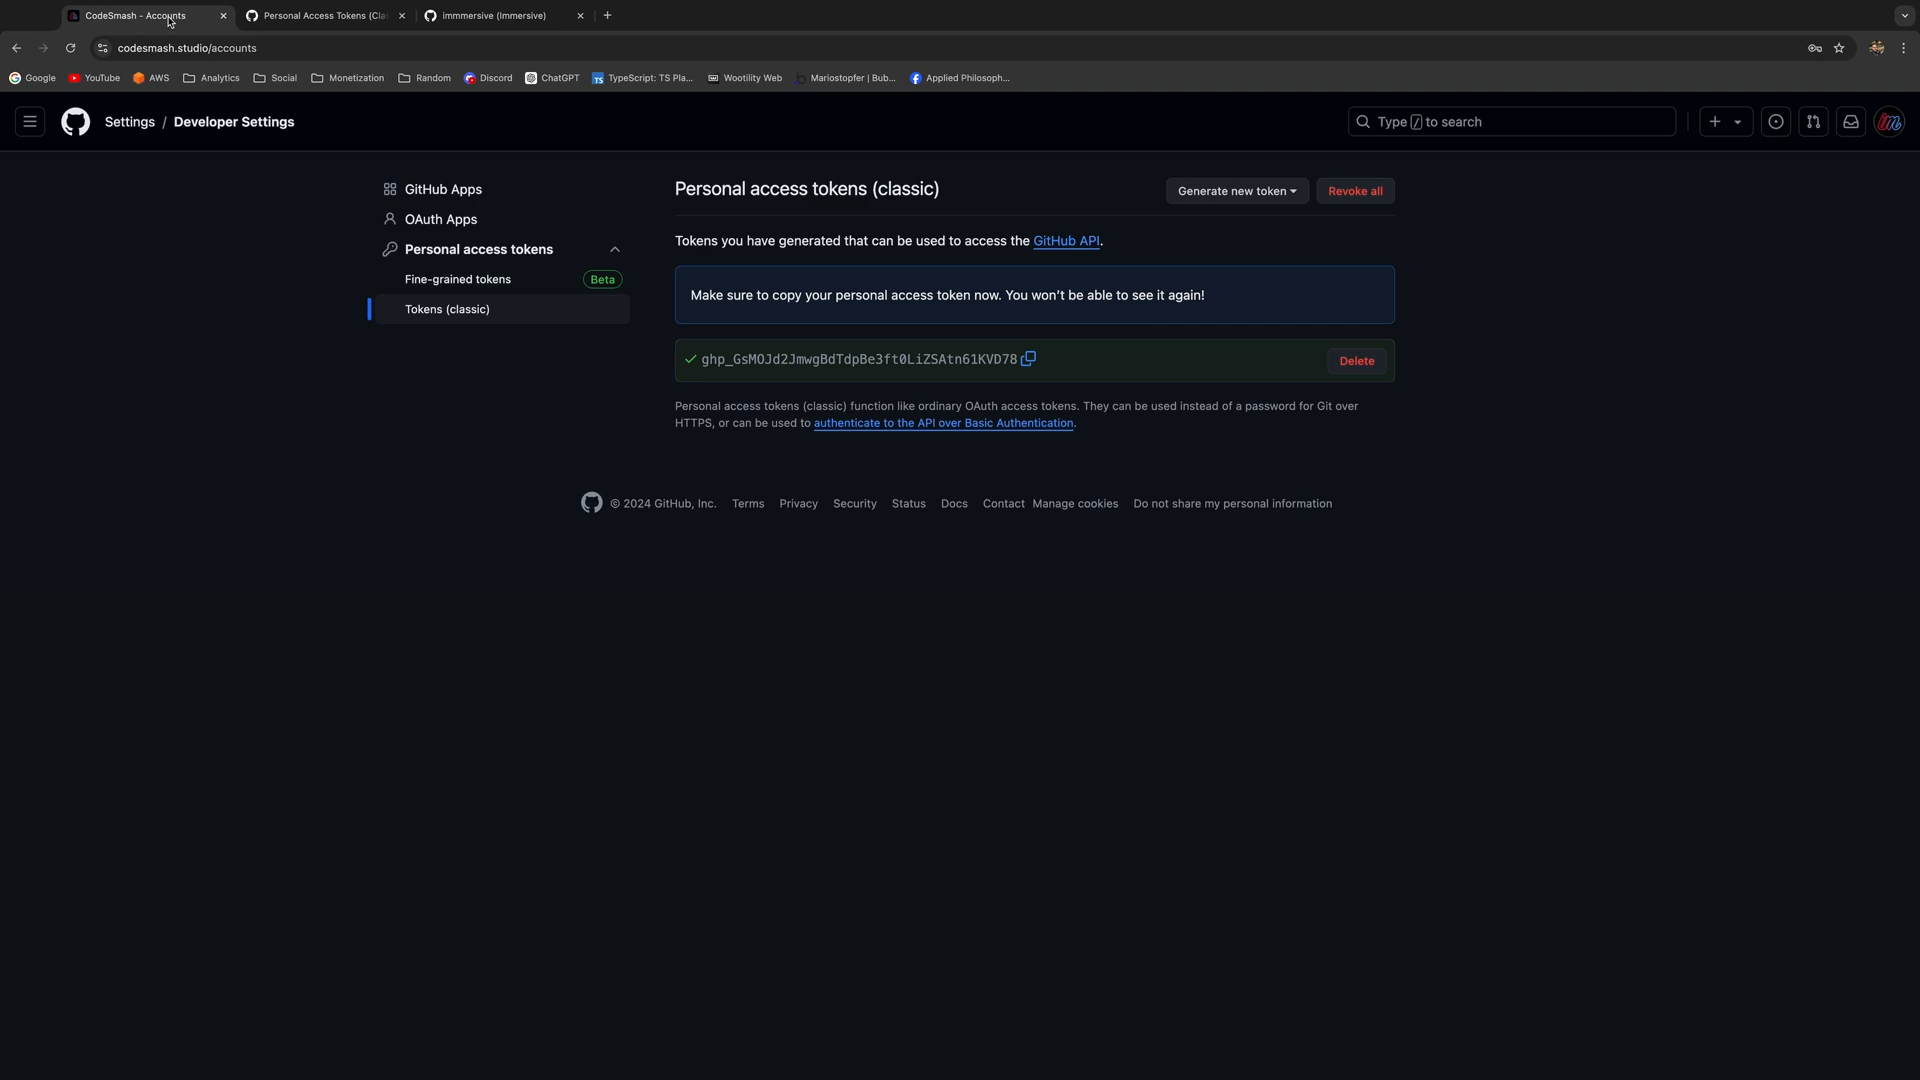 CodeSmash - Accounts
Personal Access Tokens (Cla
immmersive (Immersive)
codesmash.studio/accounts
Google
YouTube
AWS
Analytics
Social
Monetization
Random
Discord
ChatGPT
TypeScript: TS Pla...
Wootility Web
Mariostopfer | Bub...
Applied Philosoph...
Settings / Developer Settings
Type / to search
GitHub Apps
OAuth Apps
Personal access tokens
Fine-grained tokens Beta
Tokens (classic)
Personal access tokens (classic)
Generate new token
Revoke all
Tokens you have generated that can be used to access the GitHub API.
Make sure to copy your personal access token now. You won't be able to see it again!
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
Delete
Personal access tokens (classic) function like ordinary OAuth access tokens. They can be used instead of a password for Git over
HTTPS, or can be used to authenticate to the API over Basic Authentication.
© 2024 GitHub, Inc. Terms Privacy Security Status Docs Contact Manage cookies Do not share my personal information